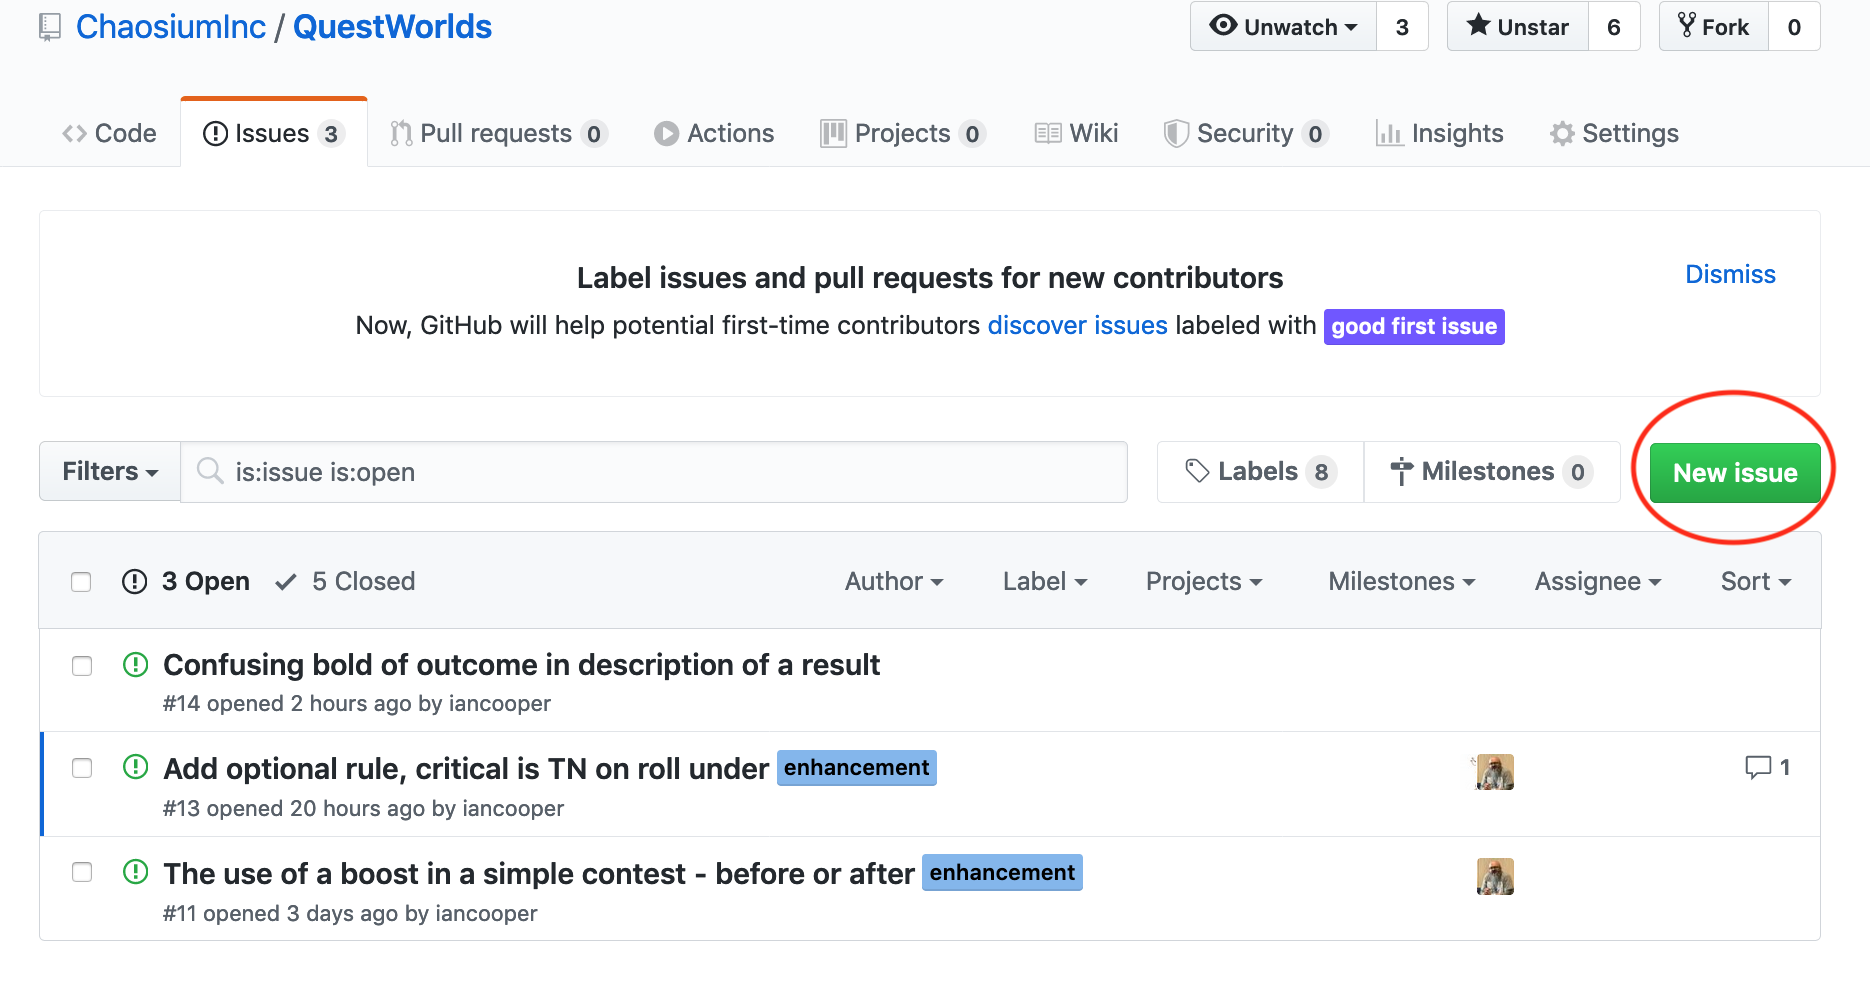 ChaosiumInc / QuestWorlds
Unwatch 3 Unstar 6 Fork 0
Code Issues 3 Pull requests 0 Actions Projects 0 Wiki Security 0 Insights Settings
Label issues and pull requests for new contributors
Dismiss
Now, GitHub will help potential first-time contributors discover issues labeled with good first issue
Filters is:issue is:open Labels 8 Milestones 0 New issue
3 Open 5 Closed Author Label Projects Milestones Assignee Sort
Confusing bold of outcome in description of a result
#14 opened 2 hours ago by iancooper
Add optional rule, critical is TN on roll under enhancement 1
#13 opened 20 hours ago by iancooper
The use of a boost in a simple contest - before or after enhancement
#11 opened 3 days ago by iancooper